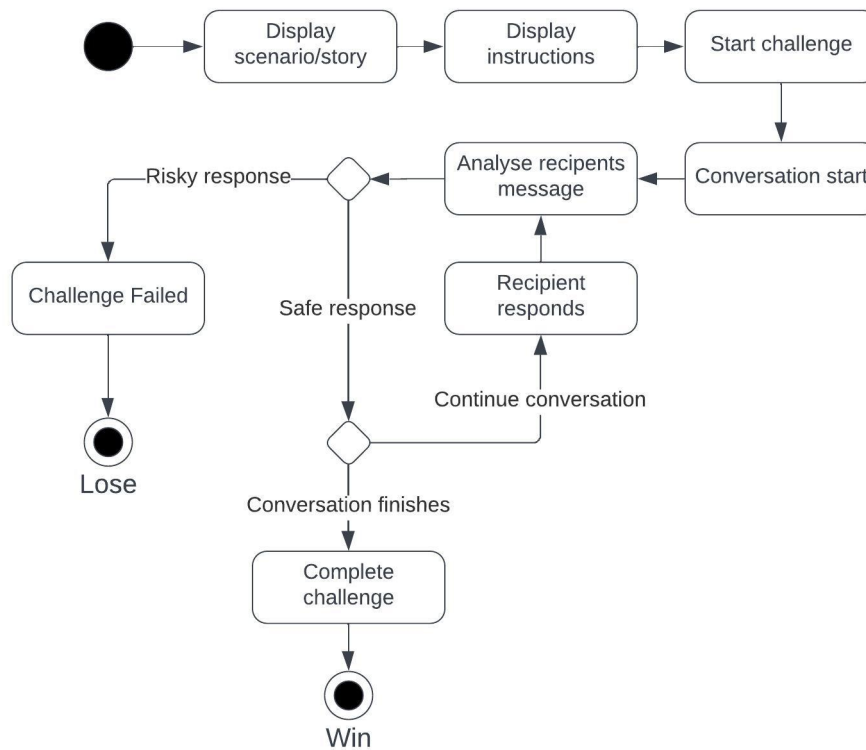 Display
scenario/story
Display
instructions
Start challenge
Analyse recipents
message
Conversation start
Risky response
Challenge Failed
Safe response
Recipient
responds
Continue conversation
Lose
Conversation finishes
Complete
challenge
Win